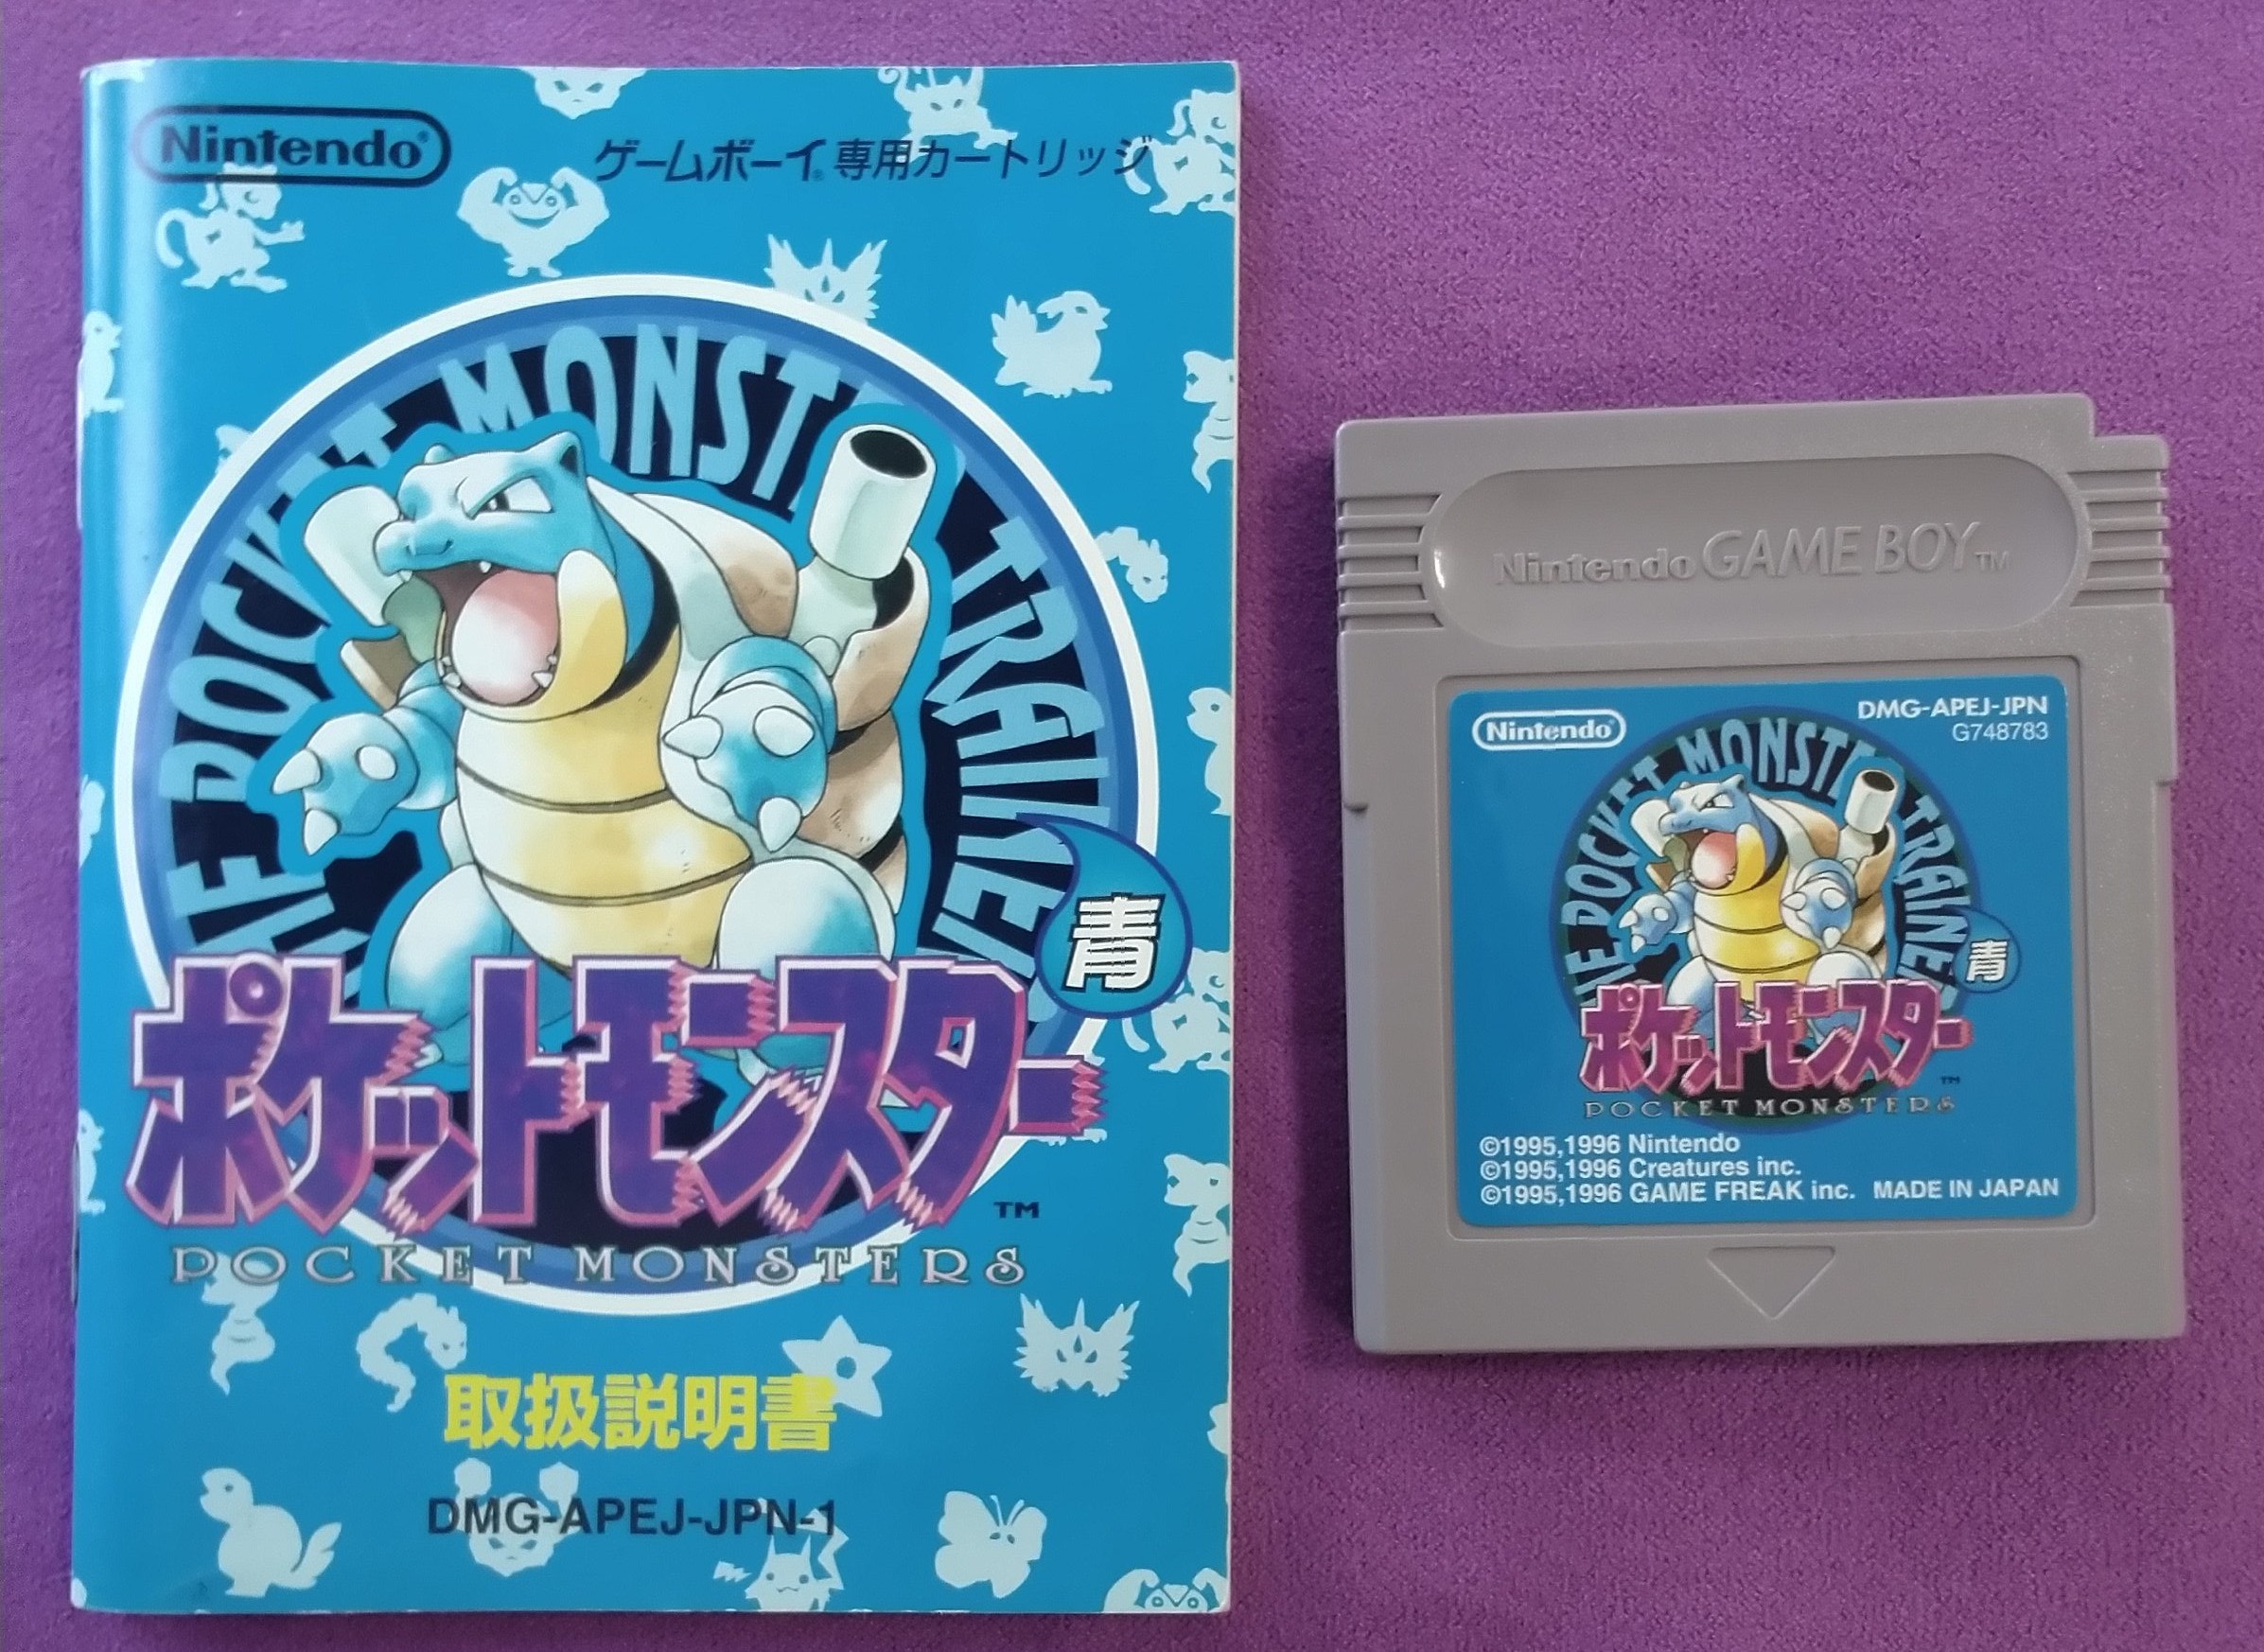 Nintendo®
ゲームボーイ®専用カートリッジ
POCKET MONST TRAINE
青
ポケットモンスター
TM
POCKET MONSTERS
取扱説明書
DMG-APEJ-JPN-1
Nintendo GAME BOY TM
Nintendo
DMG-APEJ-JPN
G748783
POCKET MONST TRAINE
青
ポケットモンスター
TM
POCKET MONSTERS
©1995,1996 Nintendo
©1995,1996 Creatures inc.
©1995,1996 GAME FREAK inc. MADE IN JAPAN